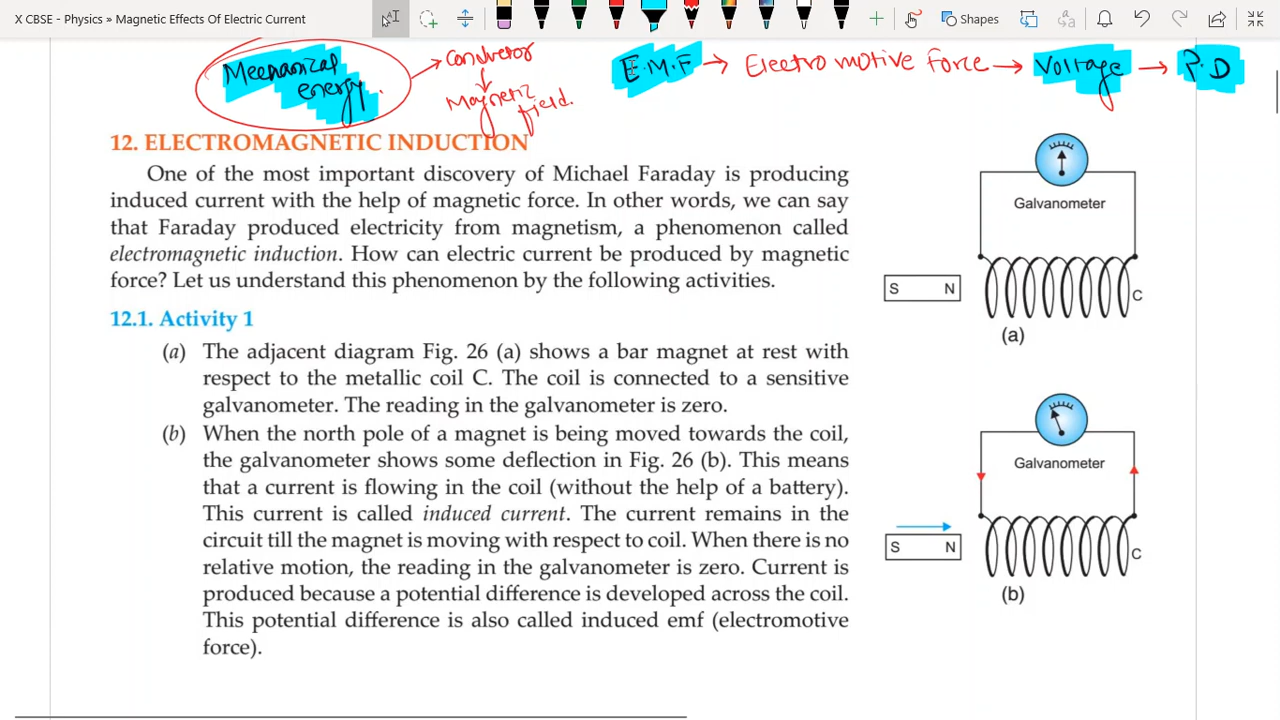 X CBSE - Physics » Magnetic Effects Of Electric Current
Shapes
Meehanical
energy.
Conductor
Magnetic
field.
E.M.F → Electro motive force → Voltage → P.D
12. ELECTROMAGNETIC INDUCTION
One of the most important discovery of Michael Faraday is producing
induced current with the help of magnetic force. In other words, we can say
that Faraday produced electricity from magnetism, a phenomenon called
electromagnetic induction. How can electric current be produced by magnetic
force? Let us understand this phenomenon by the following activities.
12.1. Activity 1
(a) The adjacent diagram Fig. 26 (a) shows a bar magnet at rest with
respect to the metallic coil C. The coil is connected to a sensitive
galvanometer. The reading in the galvanometer is zero.
(b) When the north pole of a magnet is being moved towards the coil,
the galvanometer shows some deflection in Fig. 26 (b). This means
that a current is flowing in the coil (without the help of a battery).
This current is called induced current. The current remains in the
circuit till the magnet is moving with respect to coil. When there is no
relative motion, the reading in the galvanometer is zero. Current is
produced because a potential difference is developed across the coil.
This potential difference is also called induced emf (electromotive
force).
Galvanometer
S N
C
(a)
Galvanometer
S N
C
(b)